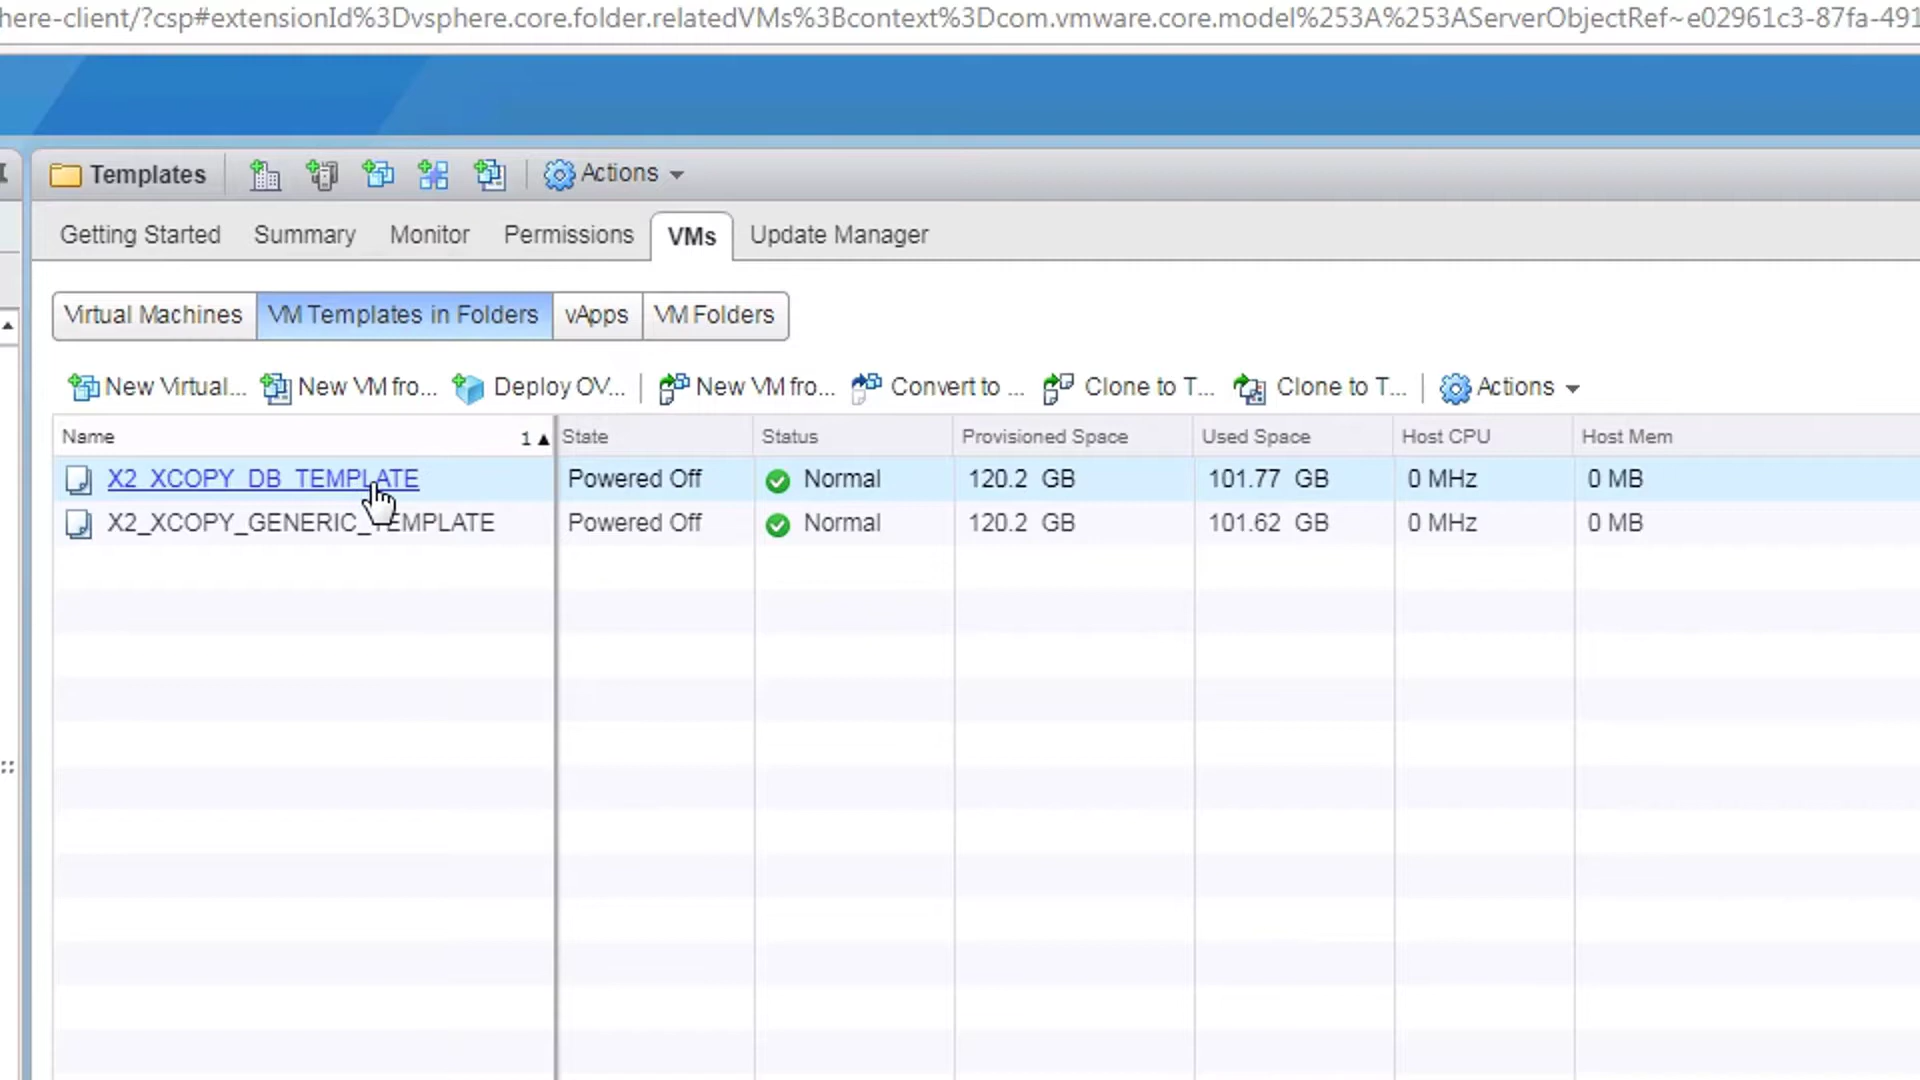 here-client/?csp#extensionId%3Dvsphere.core.folder.relatedVMs%3Bcontext%3Dcom.vmware.core.model%253A%253AServerObjectRef~e02961c3-87fa-491
Templates Actions
Getting Started Summary Monitor Permissions VMs Update Manager
Virtual Machines VM Templates in Folders vApps VM Folders
New Virtual... New VM fro... Deploy OV... New VM fro... Convert to ... Clone to T... Clone to T... Actions
Name 1 State Status Provisioned Space Used Space Host CPU Host Mem
X2_XCOPY_DB_TEMPLATE Powered Off Normal 120.2 GB 101.77 GB 0 MHz 0 MB
X2_XCOPY_GENERIC_TEMPLATE Powered Off Normal 120.2 GB 101.62 GB 0 MHz 0 MB